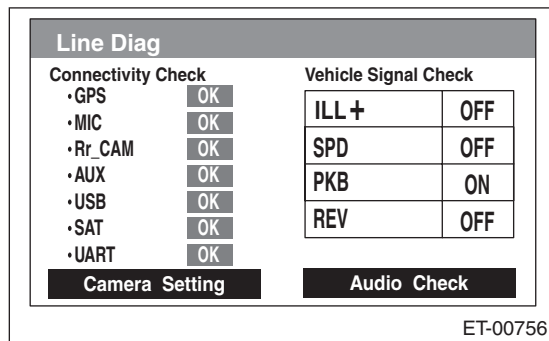 Line Diag
Connectivity Check
•GPS OK
•MIC OK
•Rr_CAM OK
•AUX OK
•USB OK
•SAT OK
•UART OK
Camera Setting
Vehicle Signal Check
ILL+ OFF
SPD OFF
PKB ON
REV OFF
Audio Check
ET-00756